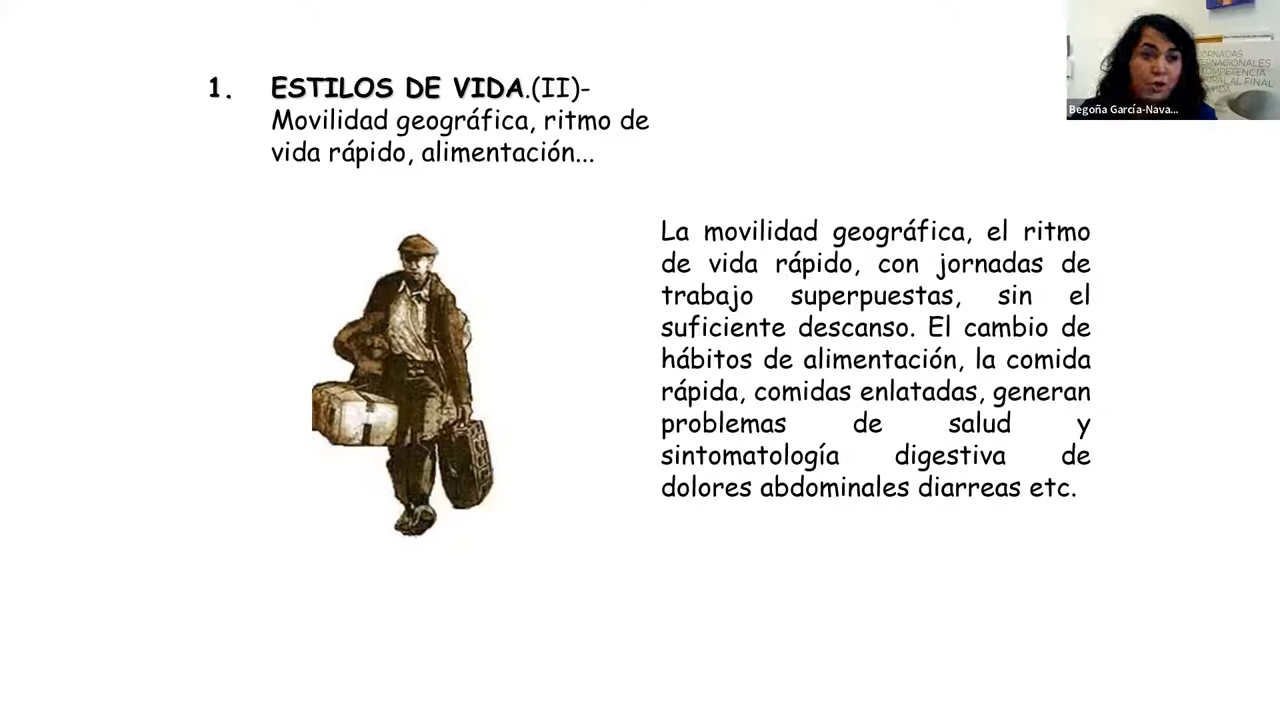 1. ESTILOS DE VIDA.(II)-
Movilidad geográfica, ritmo de
vida rápido, alimentación...
La movilidad geográfica, el ritmo
de vida rápido, con jornadas de
trabajo superpuestas, sin el
suficiente descanso. El cambio de
hábitos de alimentación, la comida
rápida, comidas enlatadas, generan
problemas de salud y
sintomatología digestiva de
dolores abdominales diarreas etc.
JORNADAS
AL FINAL
Begoña García-Nava...